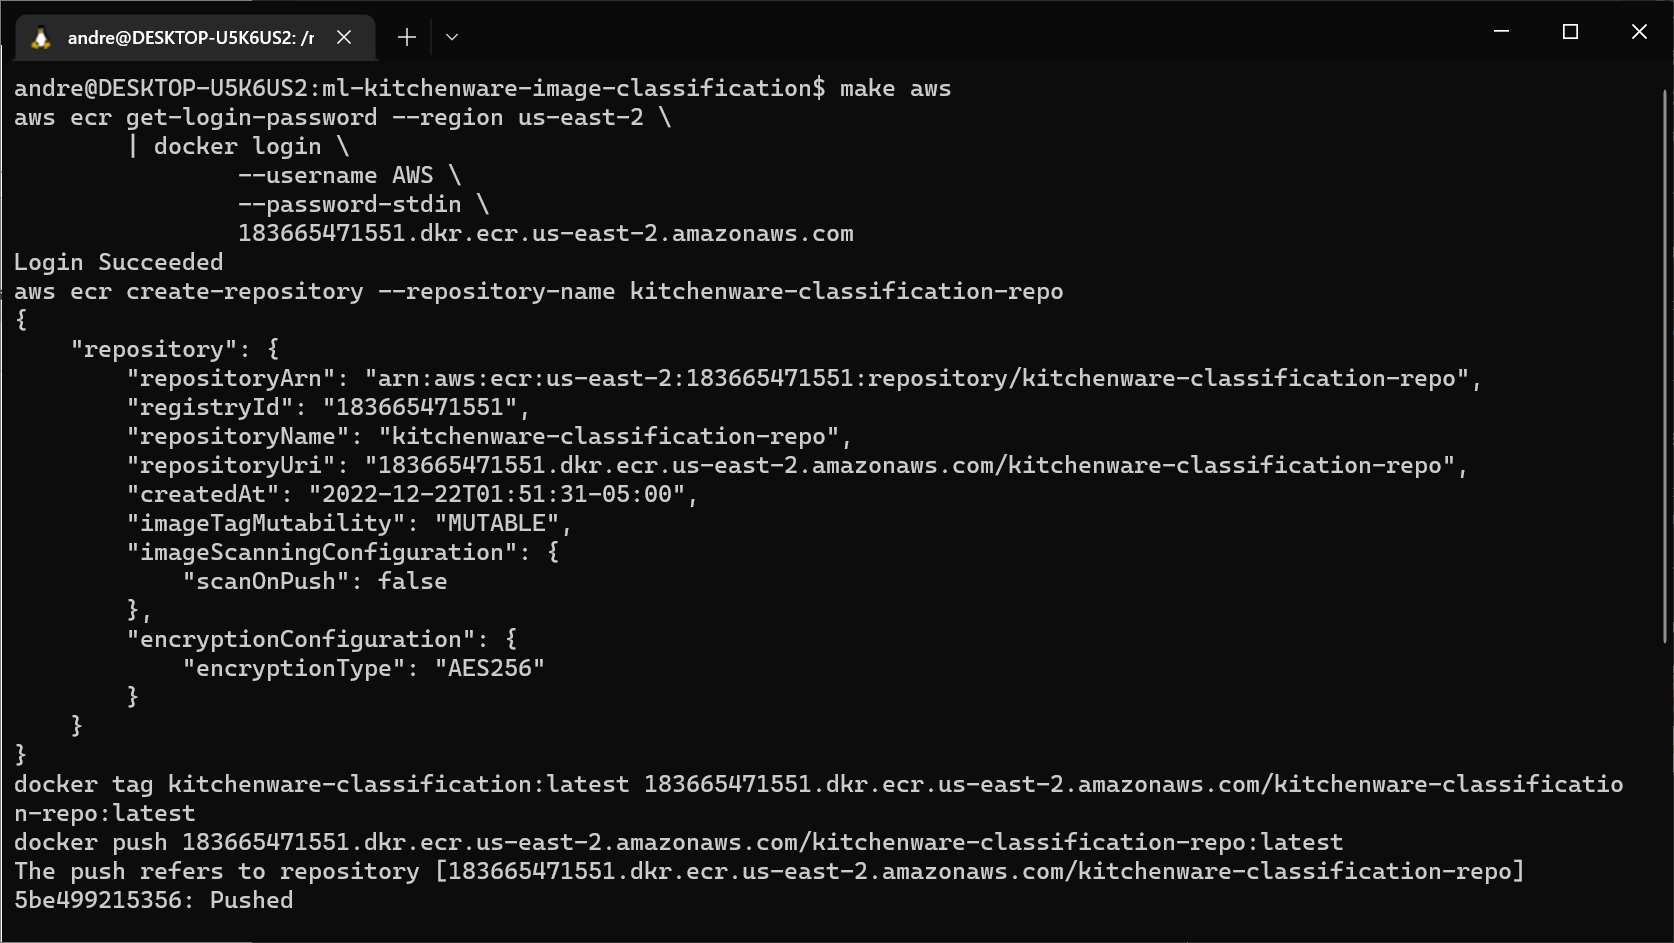 andre@DESKTOP-U5K6US2: /r
andre@DESKTOP-U5K6US2:ml-kitchenware-image-classification$ make aws
aws ecr get-login-password --region us-east-2 \
        | docker login \
                --username AWS \
                --password-stdin \
                183665471551.dkr.ecr.us-east-2.amazonaws.com
Login Succeeded
aws ecr create-repository --repository-name kitchenware-classification-repo
{
    "repository": {
        "repositoryArn": "arn:aws:ecr:us-east-2:183665471551:repository/kitchenware-classification-repo",
        "registryId": "183665471551",
        "repositoryName": "kitchenware-classification-repo",
        "repositoryUri": "183665471551.dkr.ecr.us-east-2.amazonaws.com/kitchenware-classification-repo",
        "createdAt": "2022-12-22T01:51:31-05:00",
        "imageTagMutability": "MUTABLE",
        "imageScanningConfiguration": {
            "scanOnPush": false
        },
        "encryptionConfiguration": {
            "encryptionType": "AES256"
        }
    }
}
docker tag kitchenware-classification:latest 183665471551.dkr.ecr.us-east-2.amazonaws.com/kitchenware-classificatio
n-repo:latest
docker push 183665471551.dkr.ecr.us-east-2.amazonaws.com/kitchenware-classification-repo:latest
The push refers to repository [183665471551.dkr.ecr.us-east-2.amazonaws.com/kitchenware-classification-repo]
5be499215356: Pushed